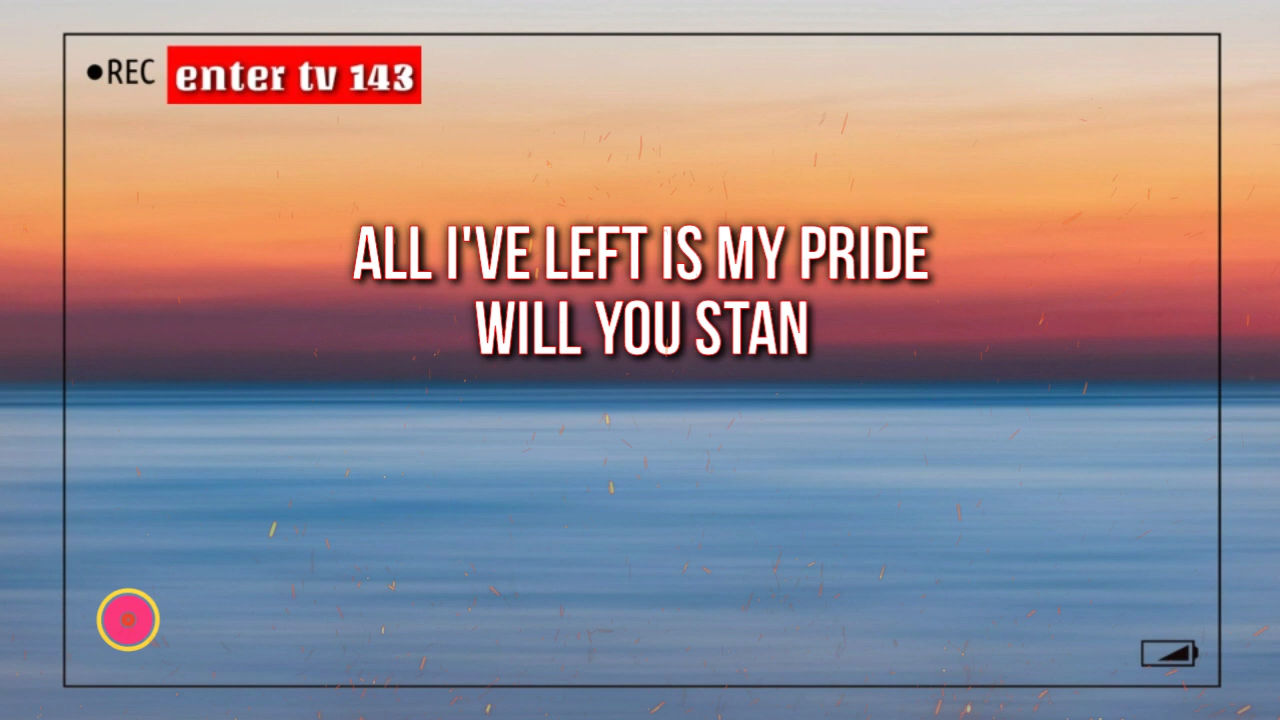 ●REC
enter tv 143
ALL I'VE LEFT IS MY PRIDE
WILL YOU STAN